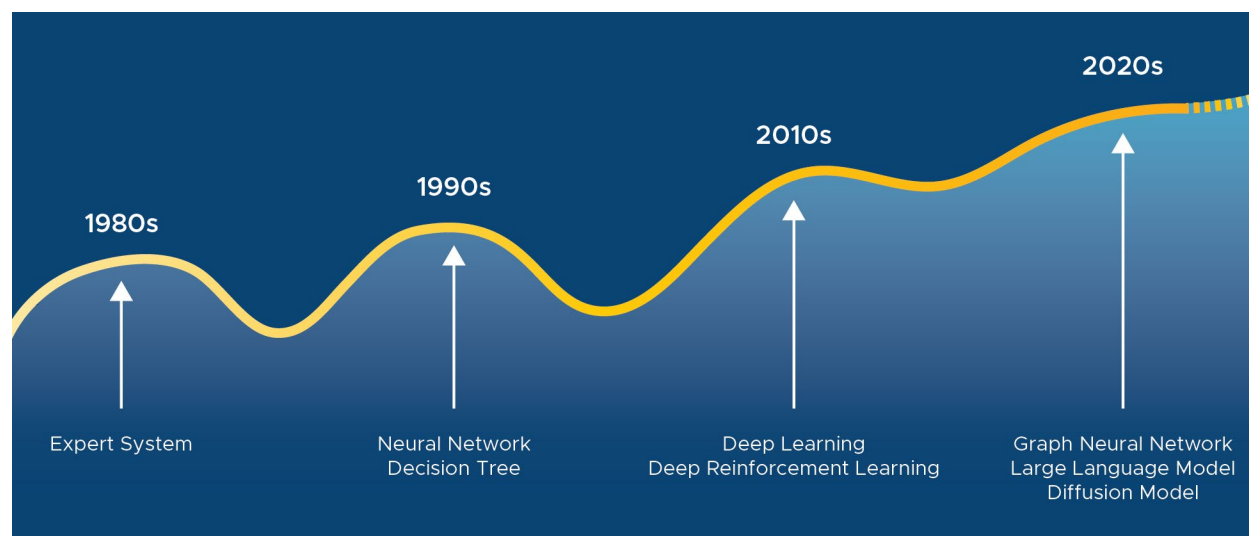 2020s
2010s
1990s
1980s
Expert System
Neural Network
Decision Tree
Deep Learning
Deep Reinforcement Learning
Graph Neural Network
Large Language Model
Diffusion Model